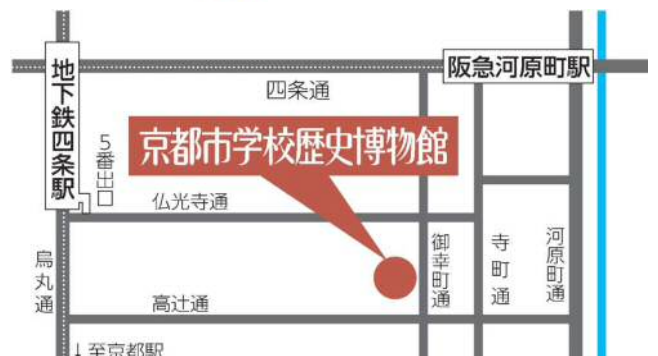 阪急河原町駅
地下鉄四条駅
四条通
5番出口
京都市学校歴史博物館
仏光寺通
烏丸通
御幸町通
寺町通
河原町通
高辻通
↓至京都駅